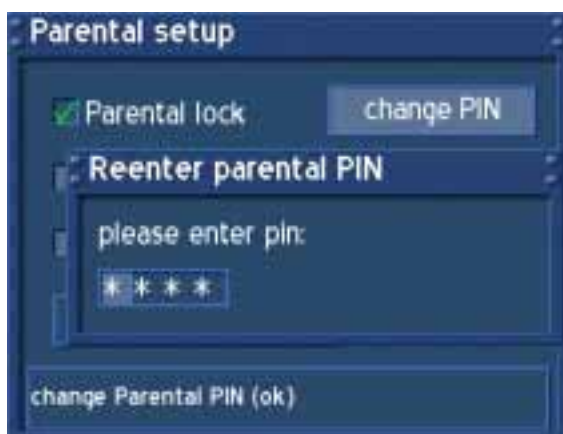 Parental setup
Parental lock
change PIN
Reenter parental PIN
please enter pin:
* * * *
change Parental PIN (ok)